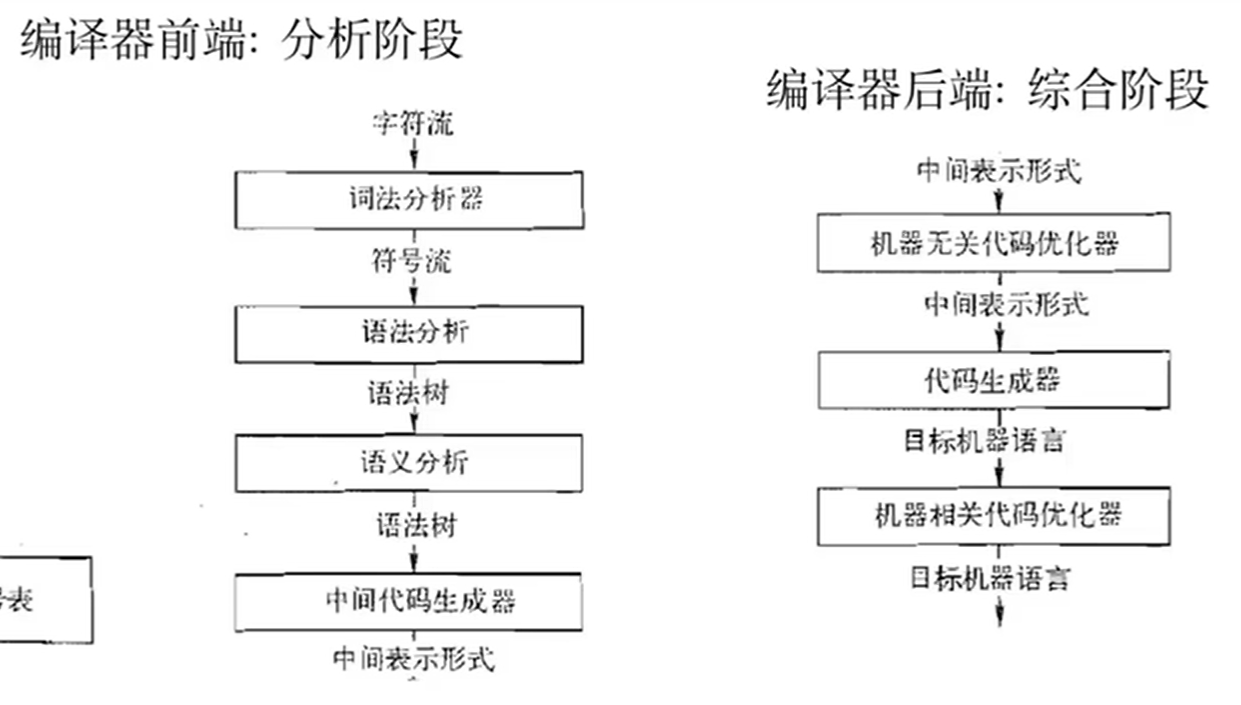 编译器前端: 分析阶段
字符流
词法分析器
符号流
语法分析
语法树
语义分析
语法树
中间代码生成器
中间表示形式
号表
编译器后端: 综合阶段
中间表示形式
机器无关代码优化器
中间表示形式
代码生成器
目标机器语言
机器相关代码优化器
目标机器语言